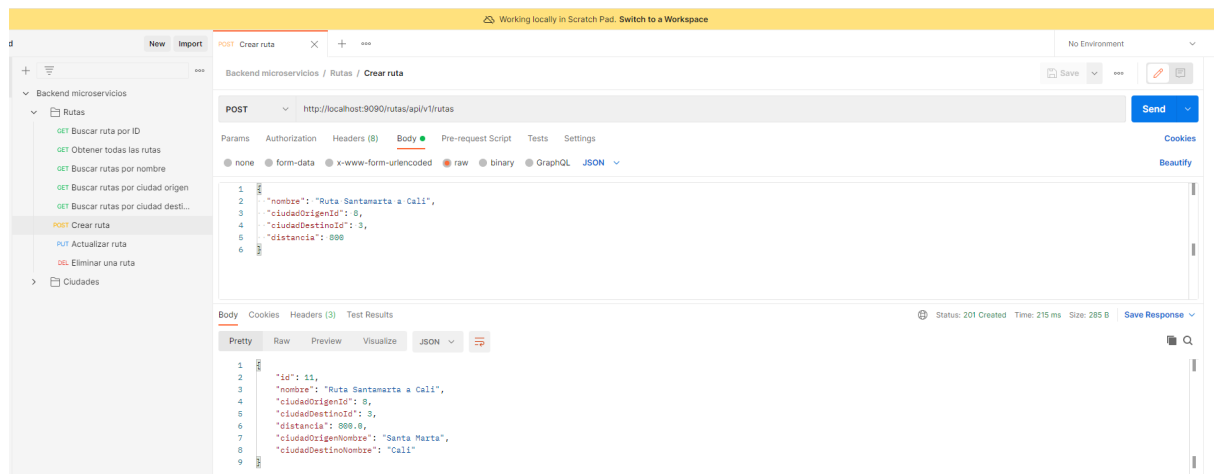 Working locally in Scratch Pad. Switch to a Workspace
d New Import POST Crear ruta No Environment
Backend microservicios / Rutas / Crear ruta Save
Backend microservicios
Rutas
GET Buscar ruta por ID
GET Obtener todas las rutas
GET Buscar rutas por nombre
GET Buscar rutas por ciudad origen
GET Buscar rutas por ciudad desti...
POST Crear ruta
PUT Actualizar ruta
DEL Eliminar una ruta
Ciudades
POST http://localhost:9090/rutas/api/v1/rutas Send
Params Authorization Headers (8) Body Pre-request Script Tests Settings Cookies
none form-data x-www-form-urlencoded raw binary GraphQL JSON Beautify
1 {
2 "nombre": "Ruta Santamarta a Cali",
3 "ciudadOrigenId": 8,
4 "ciudadDestinoId": 3,
5 "distancia": 800
6 }
Body Cookies Headers (3) Test Results Status: 201 Created Time: 215 ms Size: 285 B Save Response
Pretty Raw Preview Visualize JSON
1 {
2 "id": 11,
3 "nombre": "Ruta Santamarta a Cali",
4 "ciudadOrigenId": 8,
5 "ciudadDestinoId": 3,
6 "distancia": 800.0,
7 "ciudadOrigenNombre": "Santa Marta",
8 "ciudadDestinoNombre": "Cali"
9 }